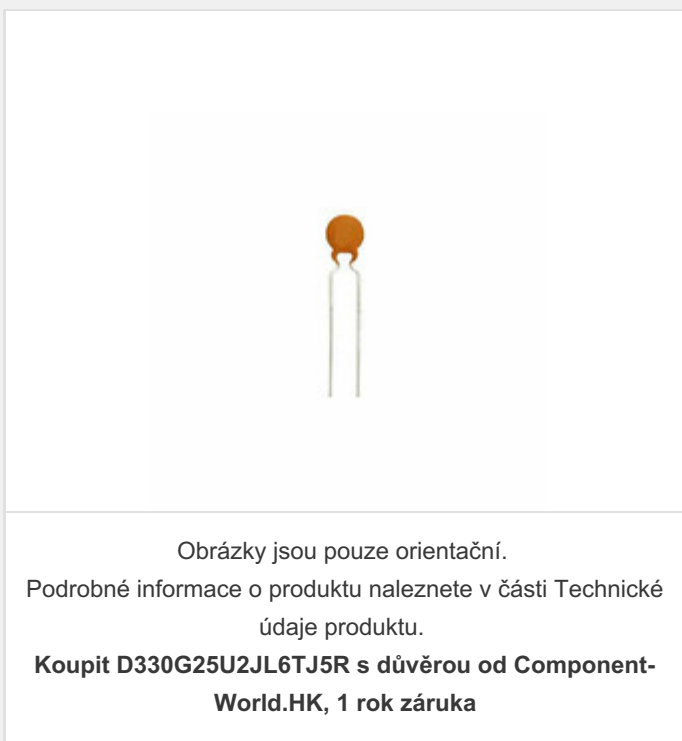 Obrázky jsou pouze orientační.
Podrobné informace o produktu naleznete v části Technické
údaje produktu.
Koupit D330G25U2JL6TJ5R s důvěrou od Component-
World.HK, 1 rok záruka